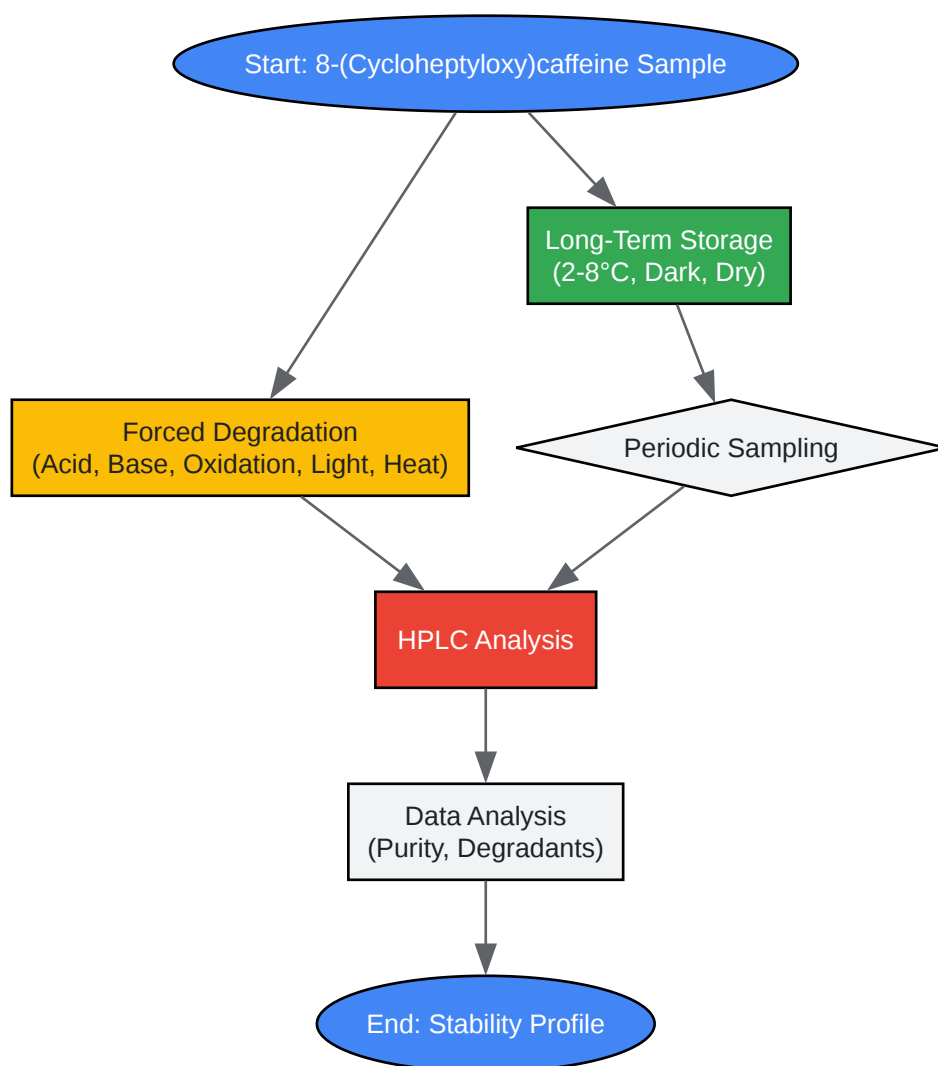 Start: 8-(Cycloheptyloxy)caffeine Sample
Long-Term Storage
(2-8°C, Dark, Dry)
Forced Degradation
(Acid, Base, Oxidation, Light, Heat)
Periodic Sampling
HPLC Analysis
Data Analysis
(Purity, Degradants)
End: Stability Profile